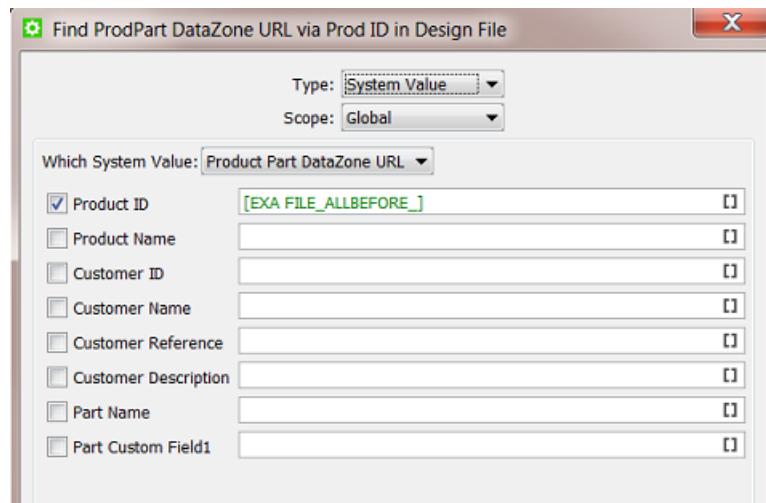 Find ProdPart DataZone URL via Prod ID in Design File
Type: System Value
Scope: Global
Which System Value: Product Part DataZone URL
Product ID [EXA FILE_ALLBEFORE_] []
Product Name []
Customer ID []
Customer Name []
Customer Reference []
Customer Description []
Part Name []
Part Custom Field1 []